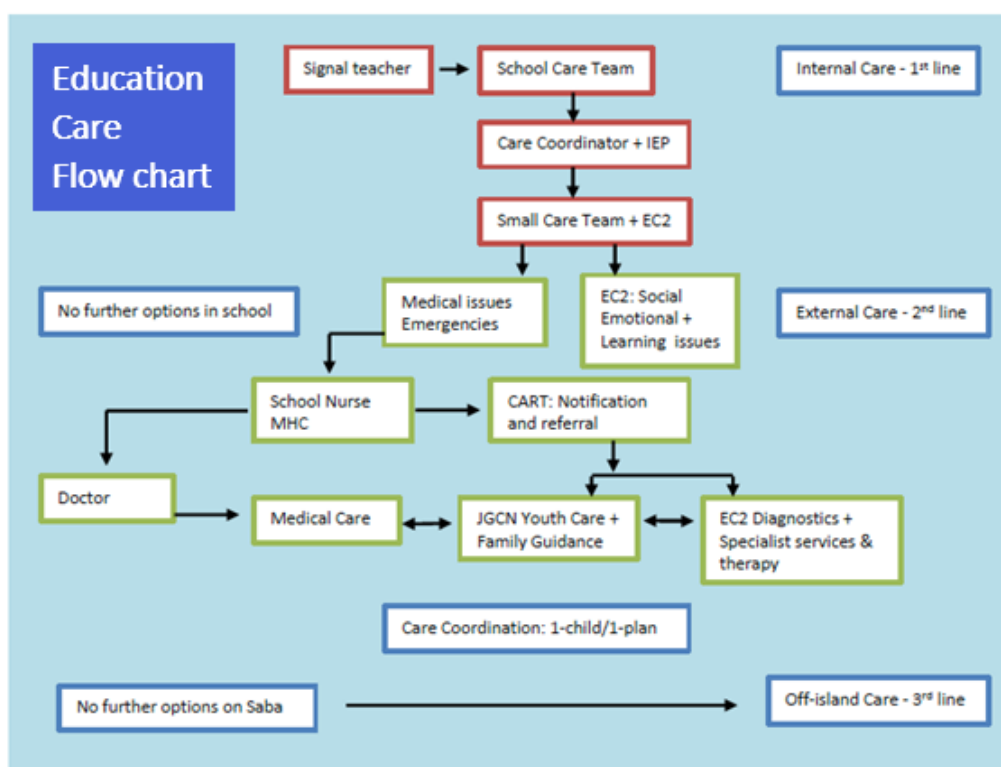 Education
Care
Flow chart
Signal teacher
School Care Team
Internal Care - 1st line
Care Coordinator + IEP
Small Care Team + EC2
No further options in school
Medical issues
Emergencies
EC2: Social
Emotional +
Learning issues
External Care - 2nd line
School Nurse
MHC
CART: Notification
and referral
Doctor
Medical Care
JGCN Youth Care +
Family Guidance
EC2 Diagnostics +
Specialist services &
therapy
Care Coordination: 1-child/1-plan
No further options on Saba
Off-island Care - 3rd line